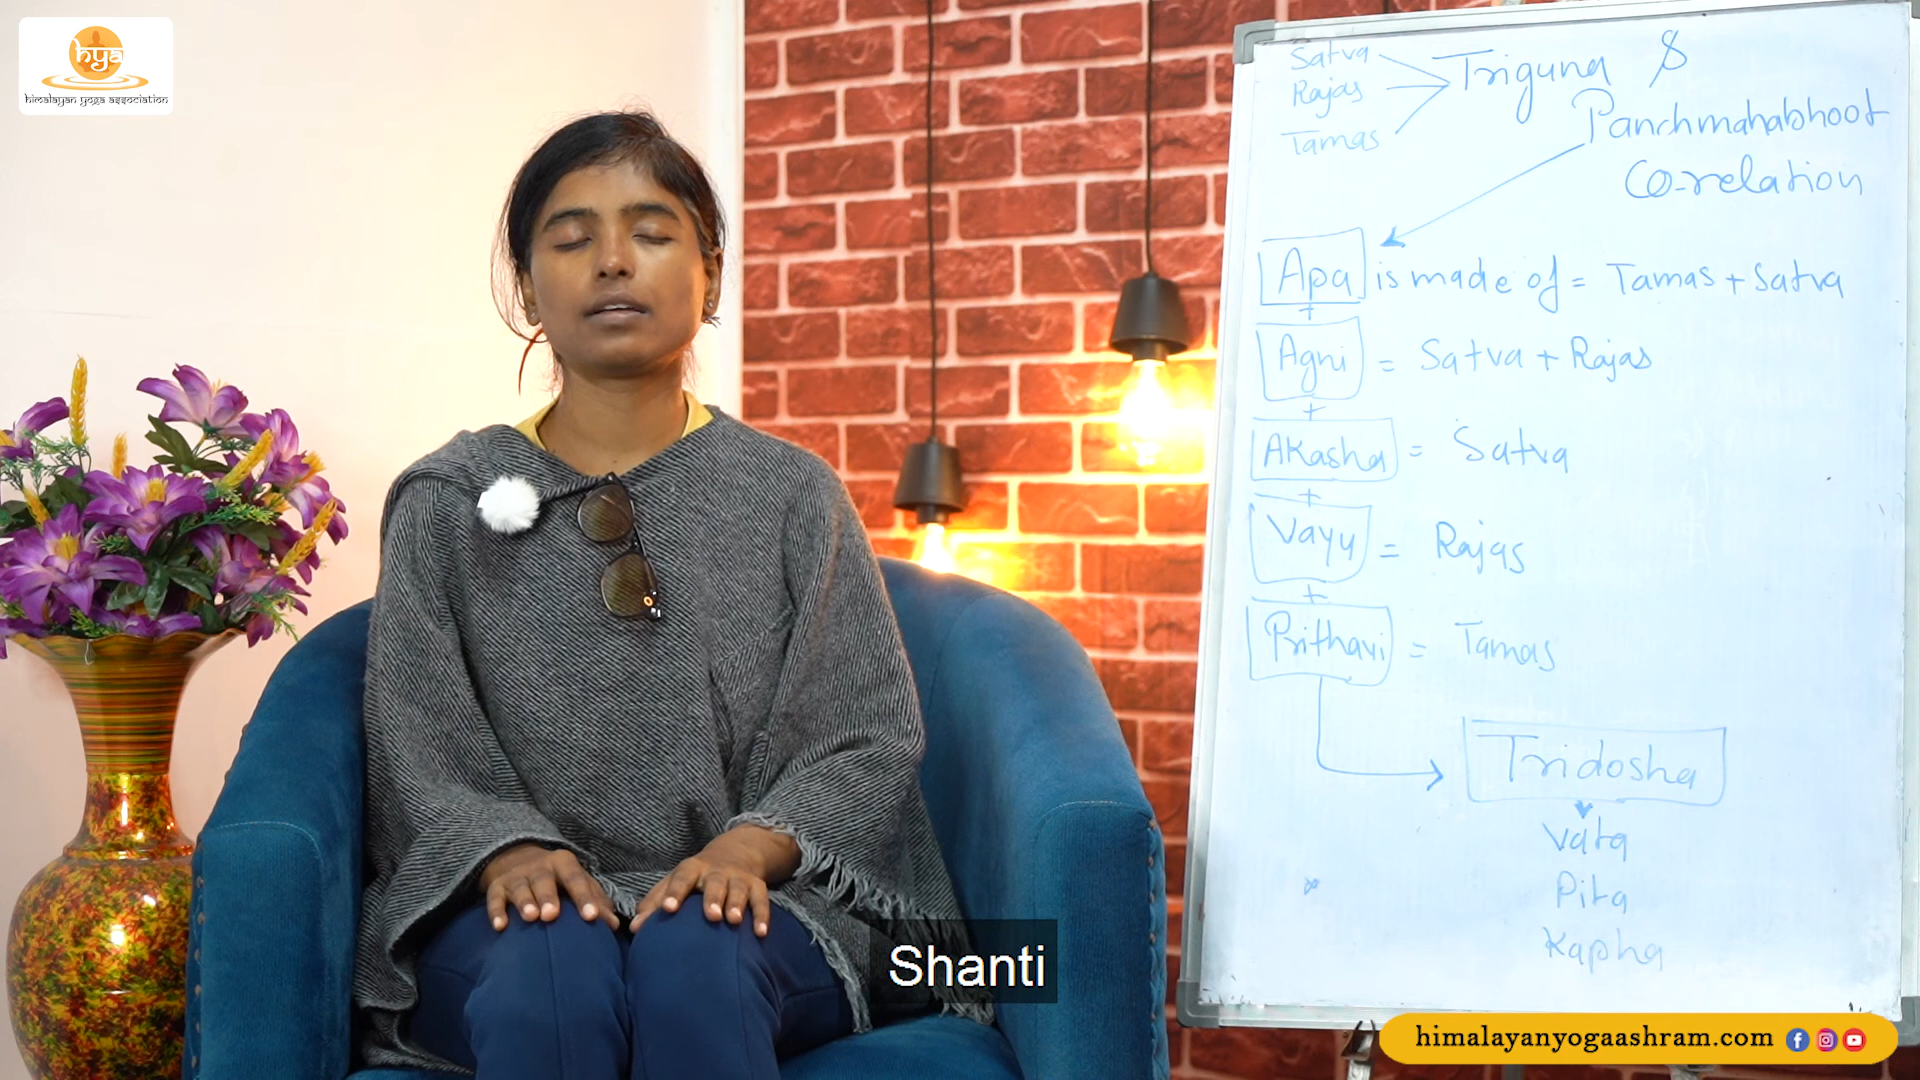 hya
himalayan yoga association
Satva
Rajas
Tamas
Triguna &
Panchmahabhoot
Co-relation
Apa is made of = Tamas + Satva
+
Agni = Satva + Rajas
+
AKasha = Satva
+
Vayu = Rajas
+
Prithavi = Tamas
Tridosha
Vata
Pita
Kapha
Shanti
himalayanyogaashram.com